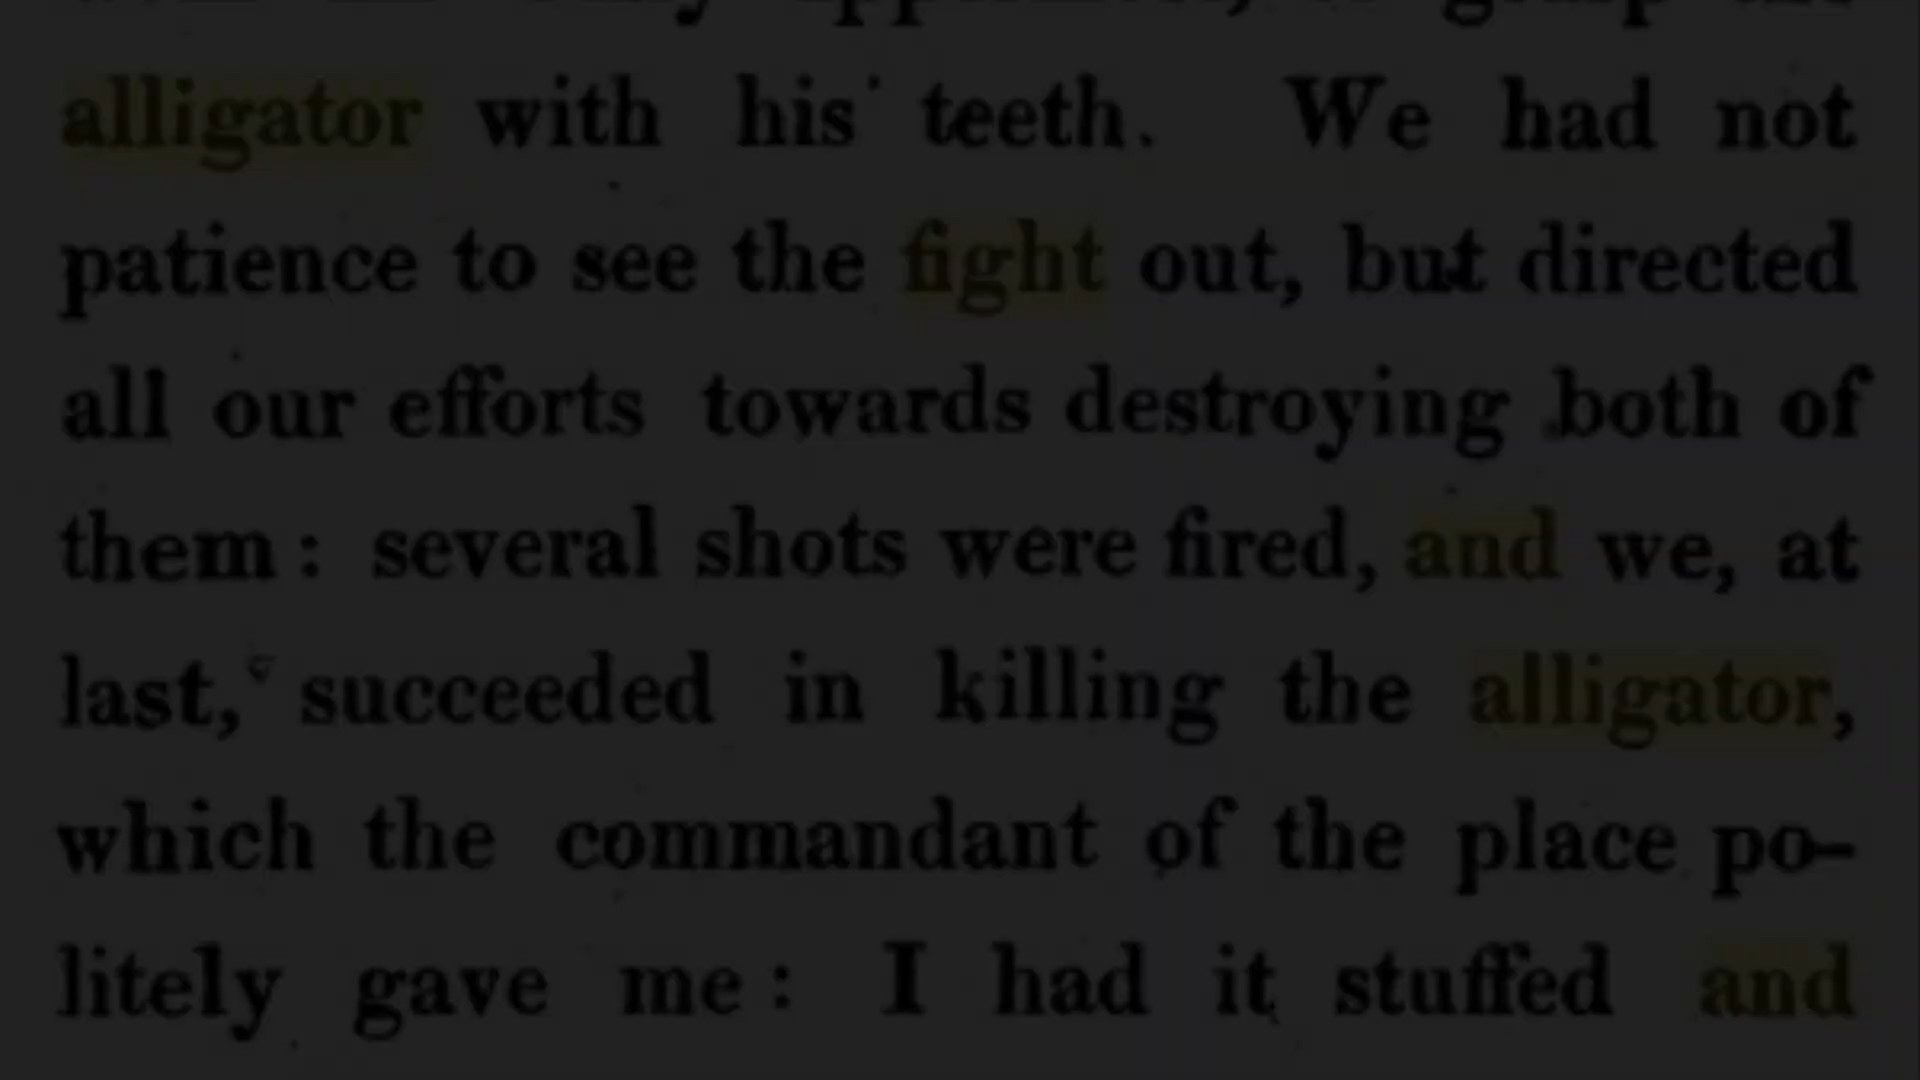 alligator with his teeth. We had not
patience to see the fight out, but directed
all our efforts towards destroying both of
them: several shots were fired, and we, at
last, succeeded in killing the alligator,
which the commandant of the place po-
litely gave me: I had it stuffed and